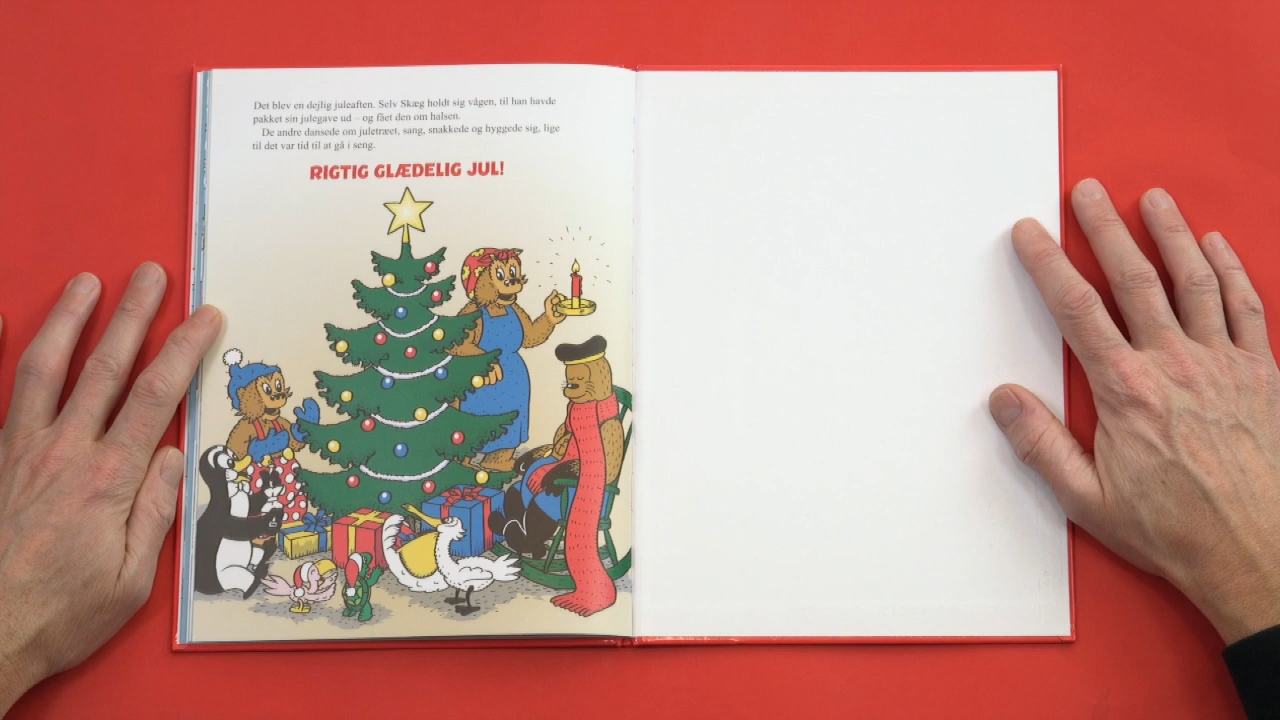 Det blev en dejlig juleaften. Selv Skæg holdt sig vågen, til han havde
pakket sin julegave ud – og fået den om halsen.
De andre dansede om juletræet, sang, snakkede og hyggede sig, lige
til det var tid til at gå i seng.
RIGTIG GLÆDELIG JUL!